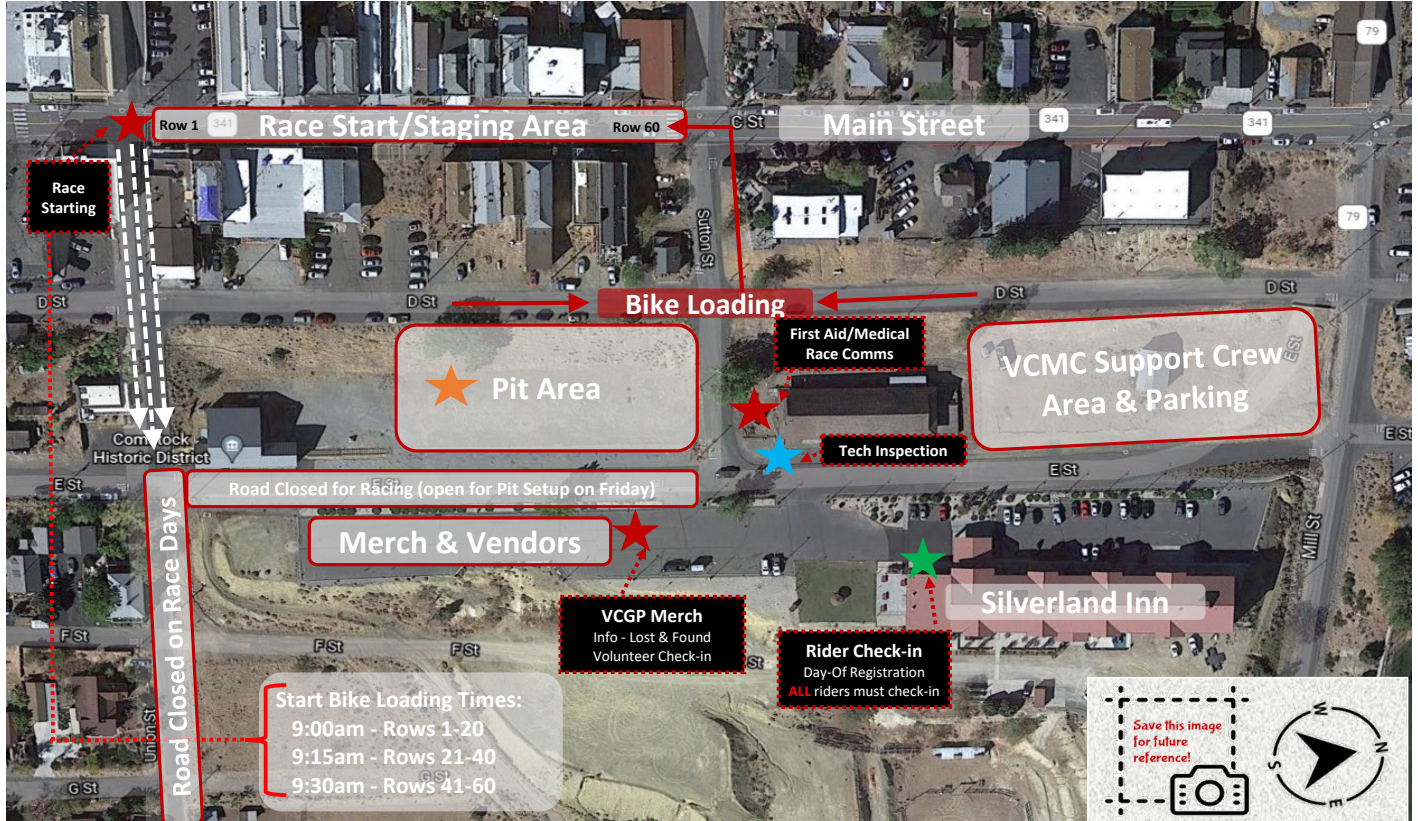 79
Row 1
341
Race Start/Staging Area
Row 60
C St
Main Street
341
341
Race
Starting
79
Sutton St
D St
D St
Bike Loading
D St
D St
First Aid/Medical
Race Comms
VCMC Support Crew
Area & Parking
E St
Pit Area
Comstock
Historic District
Tech Inspection
E St
E St
E St
E St
Road Closed for Racing (open for Pit Setup on Friday)
Merch & Vendors
Mill St
Silverland Inn
VCGP Merch
Info - Lost & Found
Volunteer Check-in
Rider Check-in
Day-Of Registration
ALL riders must check-in
F St
F St
F St
St
Road Closed on Race Days
Union St
Start Bike Loading Times:
9:00am - Rows 1-20
9:15am - Rows 21-40
9:30am - Rows 41-60
G St
G St
Save this image
for future
reference!
W
N
S
E